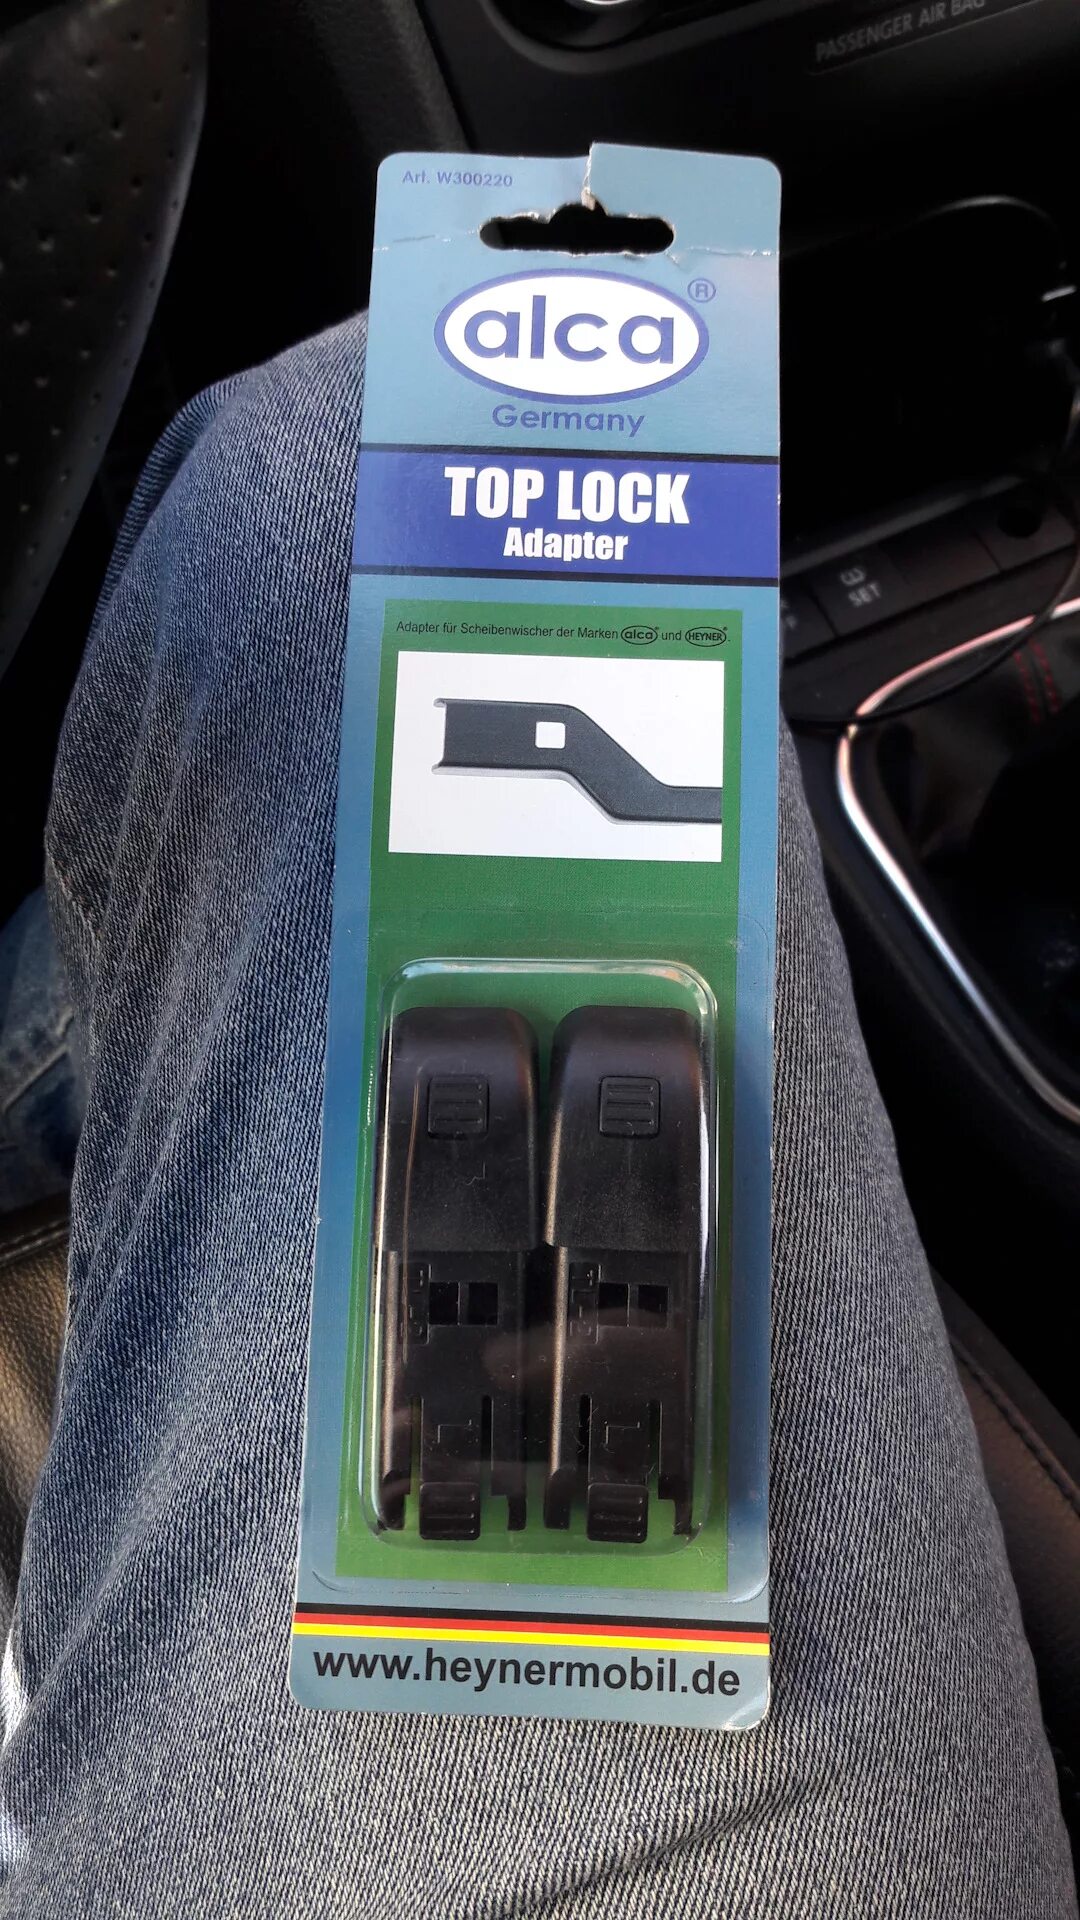 PASSENGER AIR BAG
Art. W300220
alca®
Germany
TOP LOCK
Adapter
Adapter für Scheibenwischer der Marken alca® und HEYNER®.
SET
www.heynermobil.de